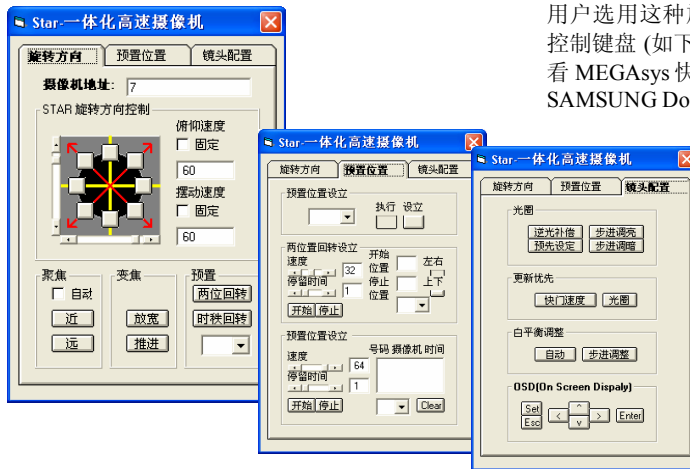 用户选用这种
控制键盘 (如下
看 MEGAsys 快
SAMSUNG Do
Star-一体化高速摄像机
旋转方向 预置位置 镜头配置
摄像机地址: 7
STAR 旋转方向控制
俯仰速度
固定
60
摆动速度
固定
60
聚焦
自动
近
远
变焦
放宽
推进
预置
两位回转
时秩回转
Star-一体化高速摄像机
旋转方向 预置位置 镜头配置
预置位置设立
执行 设立
两位置回转设立
速度
32
停留时间
1
开始 停止
开始
位置
停止
位置
左右
上下
预置位置设立
速度
64
停留时间
1
开始 停止
号码 摄像机 时间
Clear
Star-一体化高速摄像机
旋转方向 预置位置 镜头配置
光圈
逆光补偿 步进调亮
预先设定 步进调暗
更新优先
快门速度 光圈
白平衡调整
自动 步进调整
OSD(On Screen Dispaly)
Set
Esc
< ^ v > Enter